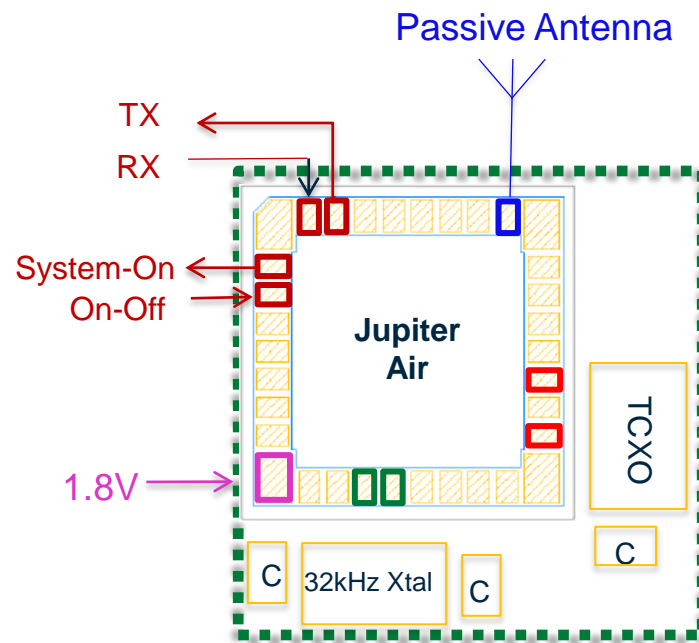 Passive Antenna
TX
RX
System-On
On-Off
Jupiter
Air
TCXO
1.8V
C
C
32kHz Xtal
C